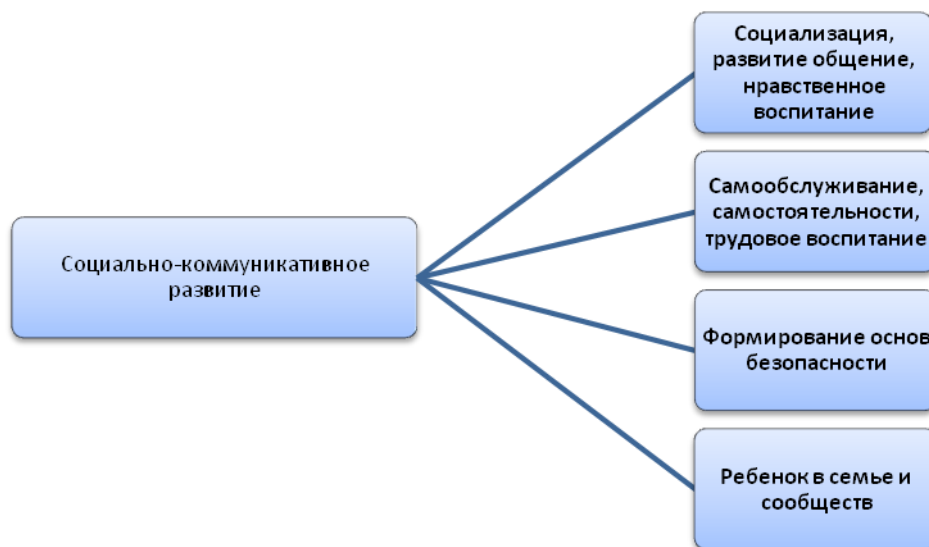 Социально-коммуникативное
развитие
Социализация,
развитие общение,
нравственное
воспитание
Самообслуживание,
самостоятельности,
трудовое воспитание
Формирование основ
безопасности
Ребенок в семье и
сообществ